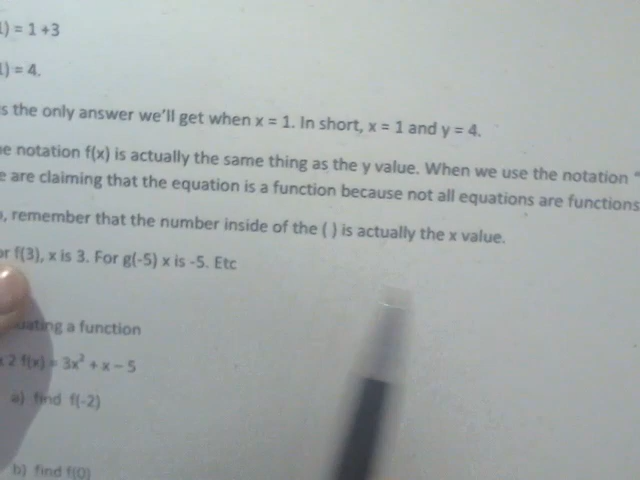 ) = 1 +3
) = 4.
s the only answer we'll get when x = 1. In short, x = 1 and y = 4.
e notation f(x) is actually the same thing as the y value. When we use the notation "
e are claiming that the equation is a function because not all equations are functions
, remember that the number inside of the ( ) is actually the x value.
or f(3), x is 3. For g(-5) x is -5. Etc
uating a function
2 f(x) = 3x² + x – 5
a) find f(-2)
b) find f(0)